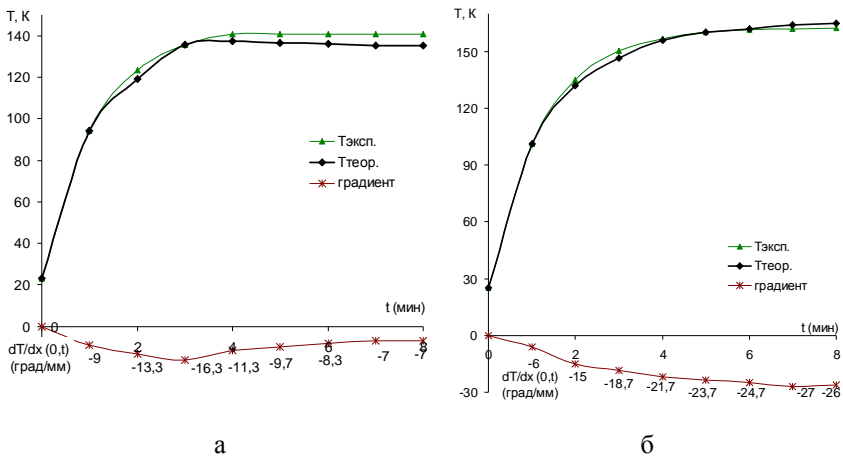 Т, К
140
120
100
80
60
40
20
0
0
2
4
6
8
t (мин)
Тэксп.
Ттеор.
градиент
dT/dx (0,t)
(град/мм)
-9
-13,3
-16,3
-11,3
-9,7
-8,3
-7
-7
а
Т, К
150
120
90
60
30
0
-30
0
2
4
6
8
t (мин)
Тэксп.
Ттеор.
градиент
dT/dx (0,t)
(град/мм)
-6
-15
-18,7
-21,7
-23,7
-24,7
-27
-26
б